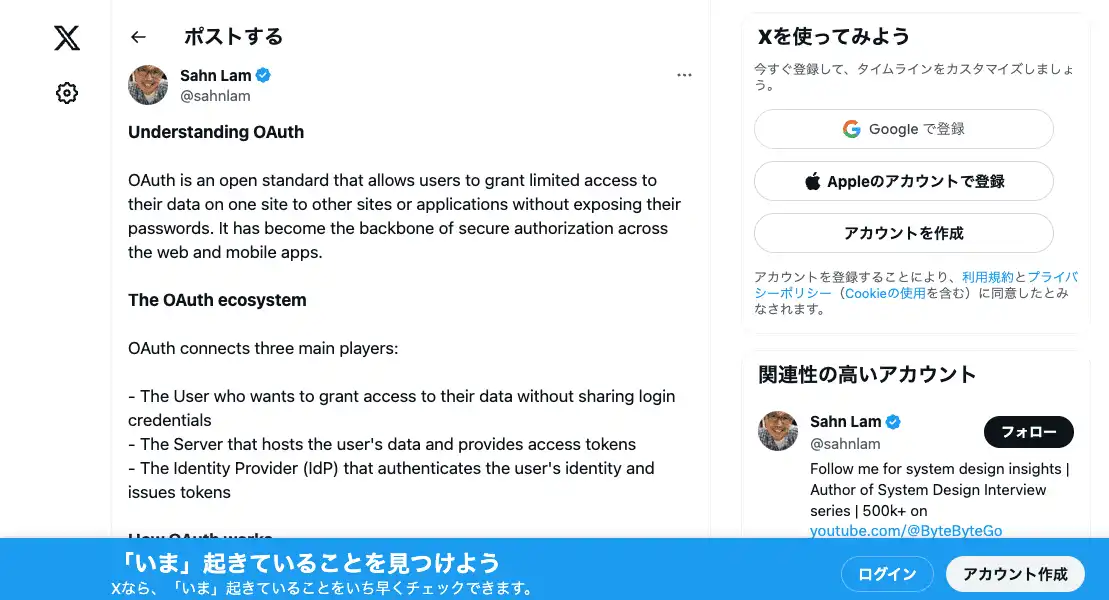 ポストする
Sahn Lam
@sahnlam
Understanding OAuth
OAuth is an open standard that allows users to grant limited access to
their data on one site to other sites or applications without exposing their
passwords. It has become the backbone of secure authorization across
the web and mobile apps.
The OAuth ecosystem
OAuth connects three main players:
- The User who wants to grant access to their data without sharing login
credentials
- The Server that hosts the user's data and provides access tokens
- The Identity Provider (IdP) that authenticates the user's identity and
issues tokens
How OAuth works
Xを使ってみよう
今すぐ登録して、タイムラインをカスタマイズしましょ
う。
Google で登録
Appleのアカウントで登録
アカウントを作成
アカウントを登録することにより、利用規約とプライバ
シーポリシー（Cookieの使用を含む）に同意したとみ
なされます。
関連性の高いアカウント
Sahn Lam
@sahnlam
フォロー
Follow me for system design insights |
Author of System Design Interview
series | 500k+ on
youtube.com/@ByteByteGo
「いま」起きていることを見つけよう
Xなら、「いま」起きていることをいち早くチェックできます。
ログイン
アカウント作成